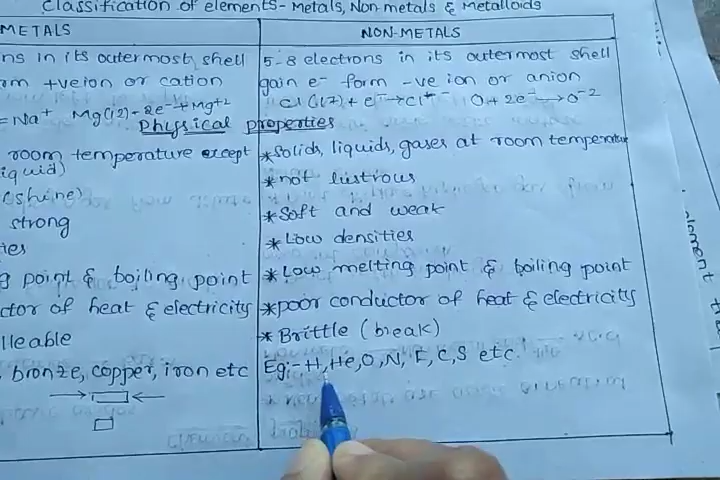 Classification of elements - Metals, Non metals & Metalloids
METALS
NON-METALS
ns in its outermost shell
5-8 electrons in its outermost shell
rm +ve ion or cation
gain e- form -ve ion or anion
=Na+ Mg(12)-2e-→Mg+2
Cl(17)+e-→Cl- O+2e-→O-2
Physical properties
room temperature except
iquid)
*Solids, liquids, gases at room temperature
(shine)
*not lustrous
strong
*Soft and weak
ties
*Low densities
g point & boiling point
*Low melting point & boiling point
ctor of heat & electricity
*poor conductor of heat & electricity
lleable
*Brittle (break)
bronze, copper, iron etc
Eg:-H, He, O, N, F, C, S etc.